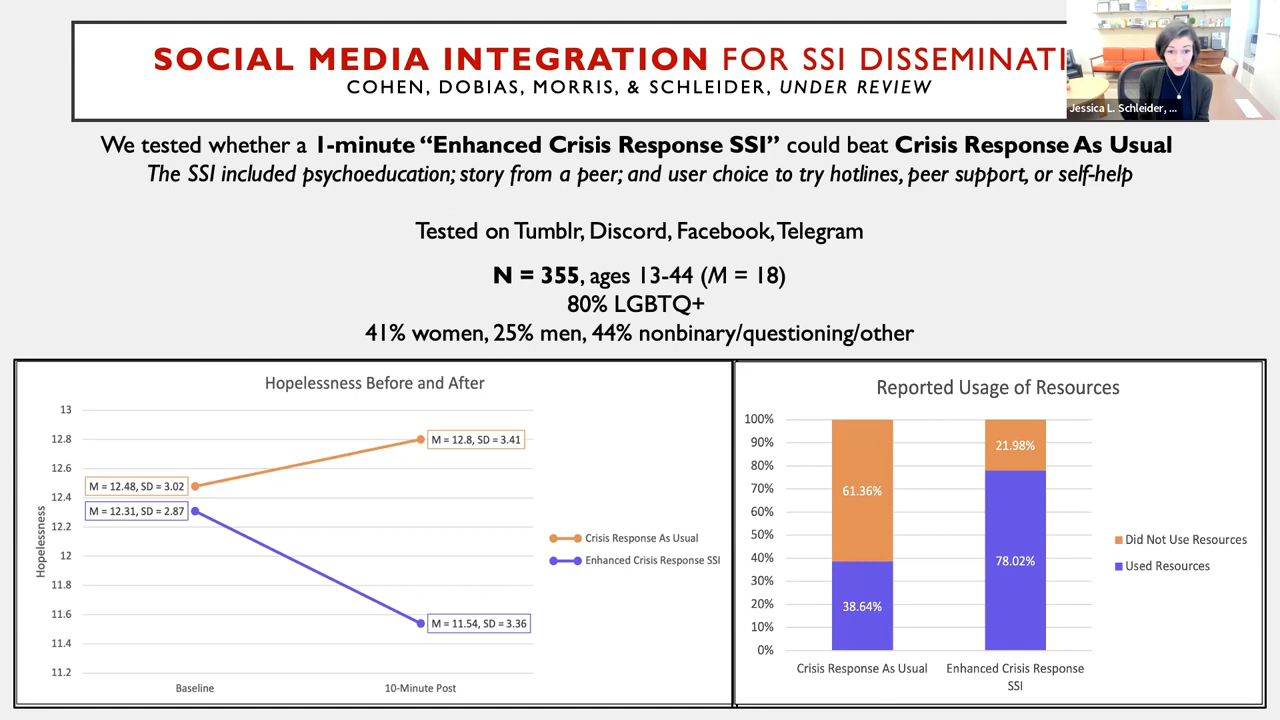 SOCIAL MEDIA INTEGRATION FOR SSI DISSEMINATI
COHEN, DOBIAS, MORRIS, & SCHLEIDER, UNDER REVIEW
Jessica L. Schleider, ...
We tested whether a 1-minute “Enhanced Crisis Response SSI” could beat Crisis Response As Usual
The SSI included psychoeducation; story from a peer; and user choice to try hotlines, peer support, or self-help
Tested on Tumblr, Discord, Facebook, Telegram
N = 355, ages 13-44 (M = 18)
80% LGBTQ+
41% women, 25% men, 44% nonbinary/questioning/other
Hopelessness Before and After
13
12.8
12.6
12.4
12.2
12
11.8
11.6
11.4
11.2
Hopelessness
M = 12.48, SD = 3.02
M = 12.31, SD = 2.87
M = 12.8, SD = 3.41
M = 11.54, SD = 3.36
Baseline
10-Minute Post
Crisis Response As Usual
Enhanced Crisis Response SSI
Reported Usage of Resources
100%
90%
80%
70%
60%
50%
40%
30%
20%
10%
0%
61.36%
38.64%
21.98%
78.02%
Crisis Response As Usual
Enhanced Crisis Response
SSI
Did Not Use Resources
Used Resources